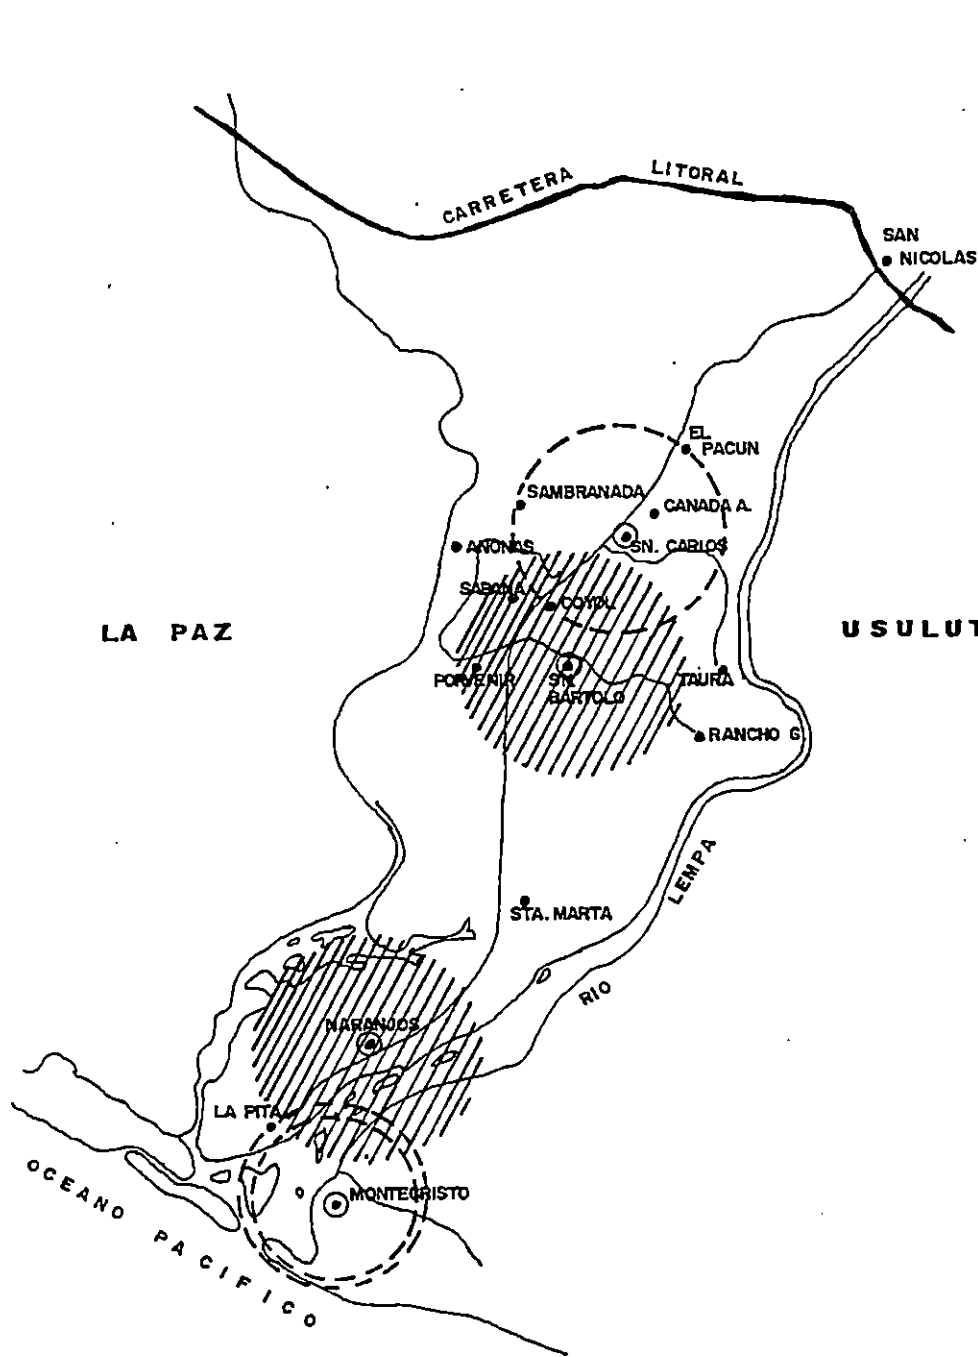 CARRETERA LITORAL
SAN
NICOLAS
EL
PACUN
SAMBRANADA
CANADA A.
SN. CARLOS
ANONAS
SABANA
COYOL
LA PAZ
USULUT
PORVENIR
SN.
BARTOLO
TAURA
RANCHO G
LEMPA
STA. MARTA
RIO
NARANJOS
LA PITA
MONTECRISTO
OCEANO PACIFICO